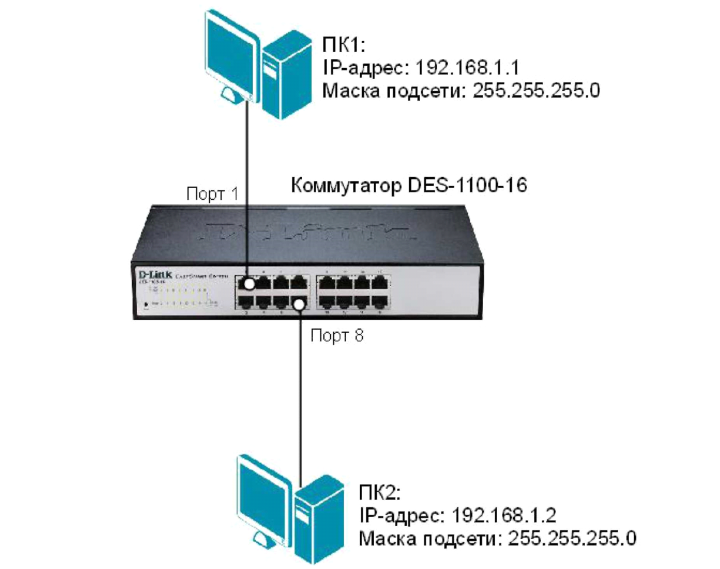 ПК1:
IP-адрес: 192.168.1.1
Маска подсети: 255.255.255.0
Порт 1
Коммутатор DES-1100-16
D-Link
Порт 8
ПК2:
IP-адрес: 192.168.1.2
Маска подсети: 255.255.255.0